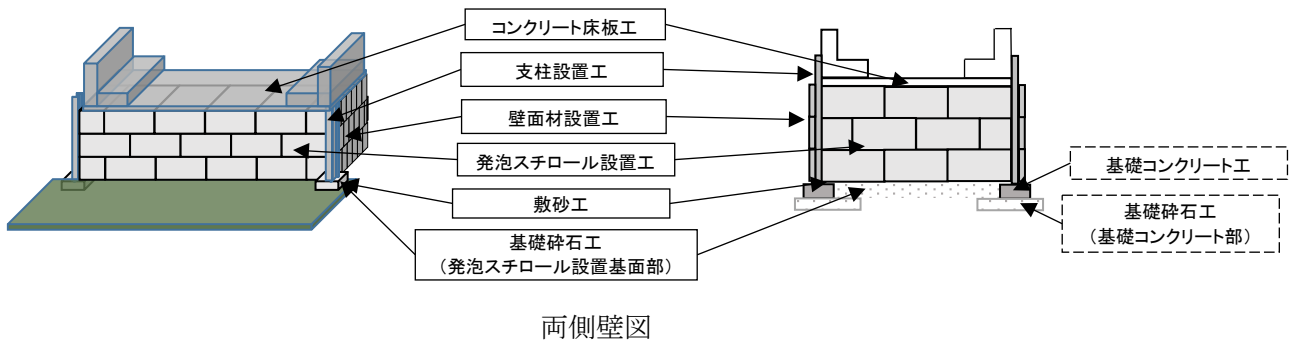 コンクリート床板工
支柱設置工
壁面材設置工
発泡スチロール設置工
敷砂工
基礎砕石工
（発泡スチロール設置基面部）
基礎コンクリート工
基礎砕石工
（基礎コンクリート部）
両側壁図